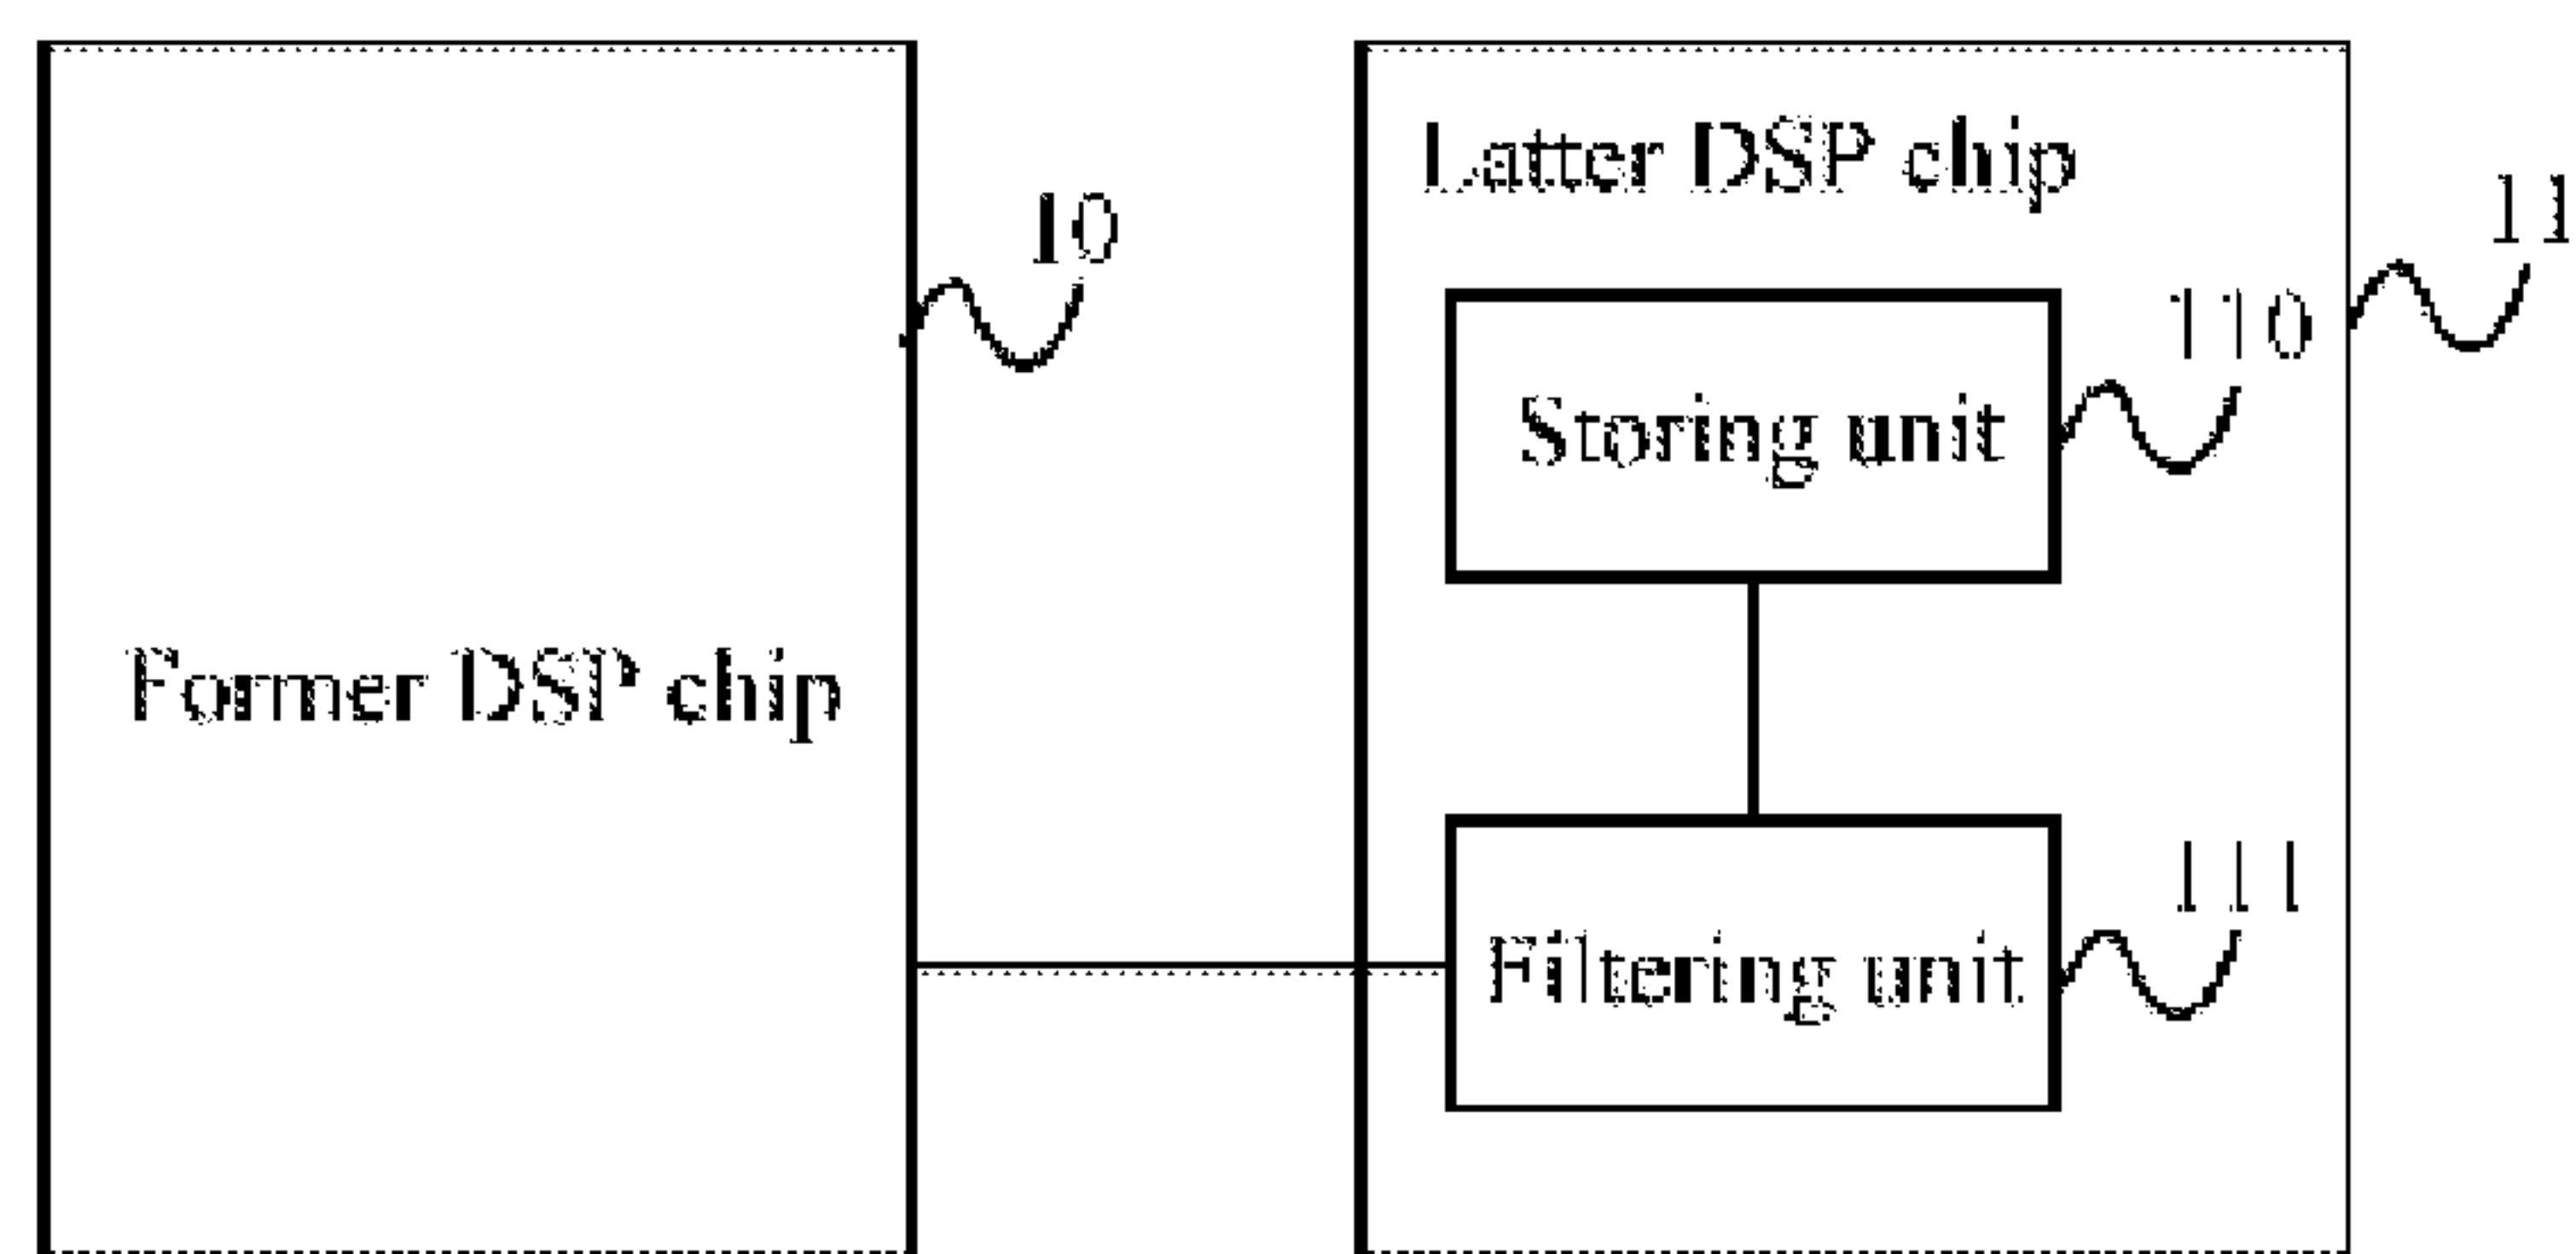 Former DSP chip
10
Latter DSP chip
11
Storing unit
110
Filtering unit
111